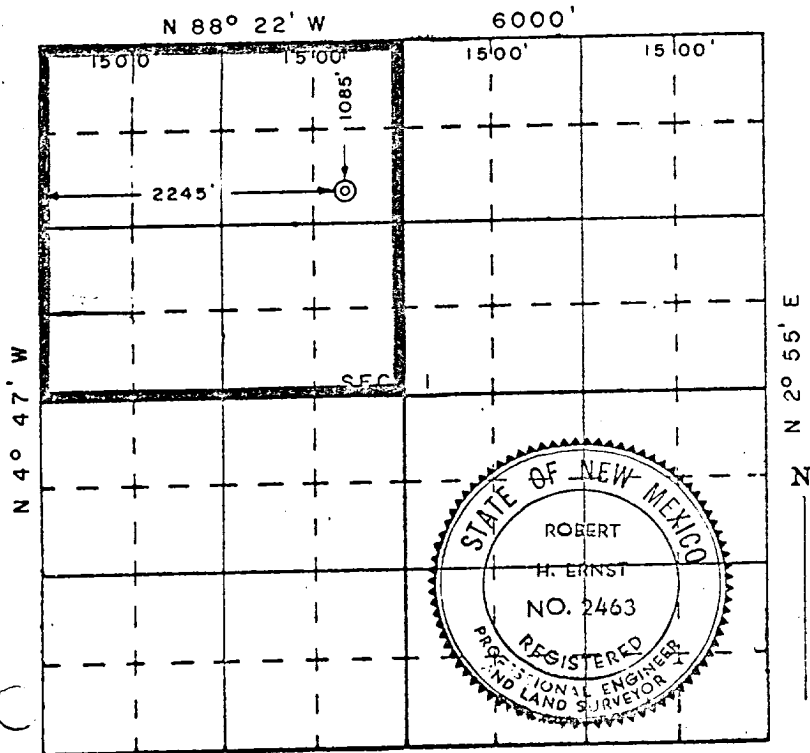 N 88° 22' W 6000'
1500' 1500' 1500' 1500'
1085'
2245'
SEC 1
N 4° 47' W
N 2° 55' E
N
STATE OF NEW MEXICO
ROBERT
H. ERNST
NO. 2463
REGISTERED
PROFESSIONAL ENGINEER
AND LAND SURVEYOR